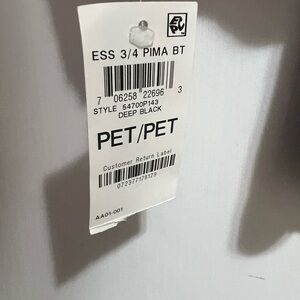 ESS 3/4 PIMA BT
7 06258 22696 3
STYLE 54700P143
DEEP BLACK
PET/PET
Customer Return Label
072377178129
AA01-001